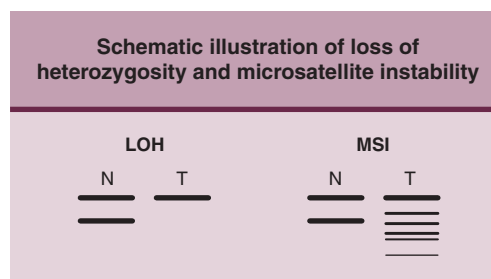 Schematic illustration of loss of
heterozygosity and microsatellite instability
LOH
MSI
N T
N T